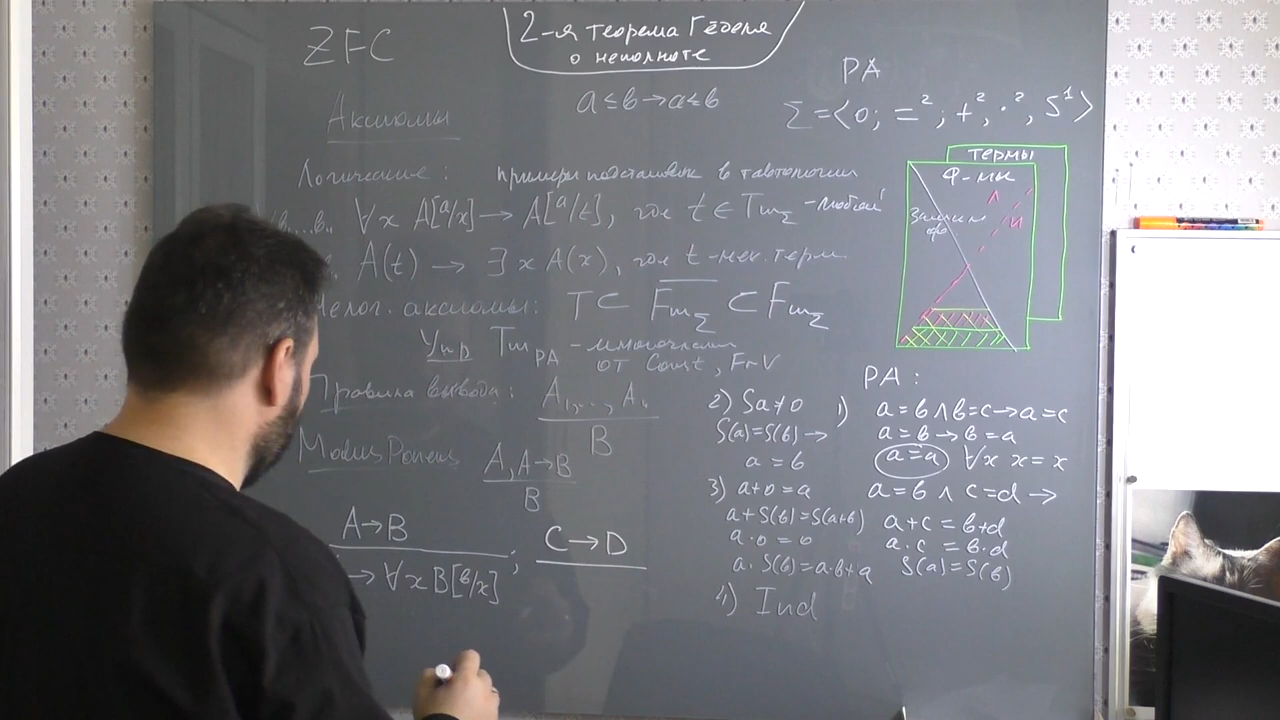 ZFC
2-я теорема Гёделя
о неполноте
a ≤ b → a ≤ b
PA
Σ = ⟨0; =², +², ·², S¹⟩
Аксиомы
Логические: примеры подстановок в тавтологии
∀x A[a/x] → A[a/t], где t ∈ Tm_Σ - любой
A(t) → ∃x A(x), где t - нек. терм
Нелог. аксиомы: T ⊂ \overline{Fm_Σ} ⊂ Fm_Σ
Упр Tm_PA - многочлены
от Const, FrV
Правила вывода: A₁, ..., Aₙ
B
Modus Ponens A, A→B
B
A→B
→ ∀x B[b/x] ;
C→D
термы
Ф-мы
Л
И
PA:
1) a=b ∧ b=c → a=c
a=b → b=a
a=a ∀x x=x
a=b ∧ c=d →
a+c = b+d
a·c = b·d
S(a)=S(b)
2) Sa≠0
S(a)=S(b) →
a=b
3) a+0=a
a+S(b)=S(a+b)
a·0=0
a·S(b)=a·b+a
4) Ind